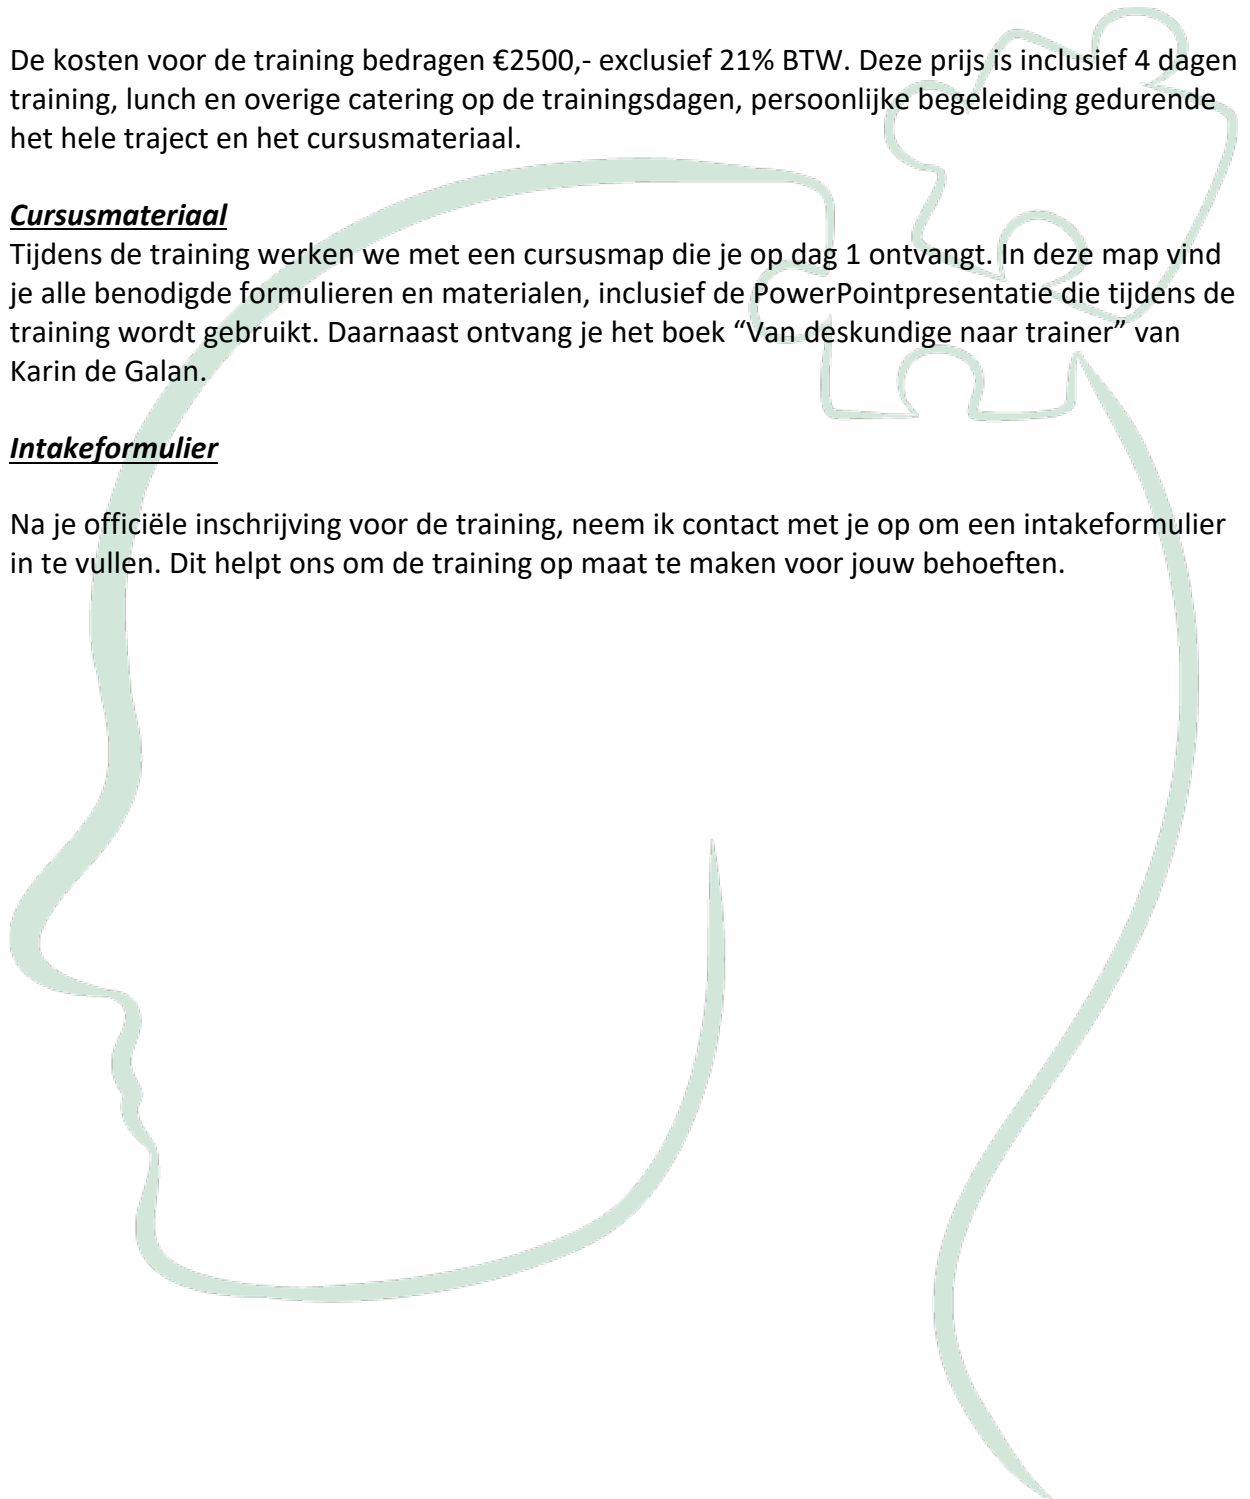 De kosten voor de training bedragen €2500,- exclusief 21% BTW. Deze prijs is inclusief 4 dagen
training, lunch en overige catering op de trainingsdagen, persoonlijke begeleiding gedurende
het hele traject en het cursusmateriaal.
Cursusmateriaal
Tijdens de training werken we met een cursusmap die je op dag 1 ontvangt. In deze map vind
je alle benodigde formulieren en materialen, inclusief de PowerPointpresentatie die tijdens de
training wordt gebruikt. Daarnaast ontvang je het boek “Van deskundige naar trainer” van
Karin de Galan.
Intakeformulier
Na je officiële inschrijving voor de training, neem ik contact met je op om een intakeformulier
in te vullen. Dit helpt ons om de training op maat te maken voor jouw behoeften.